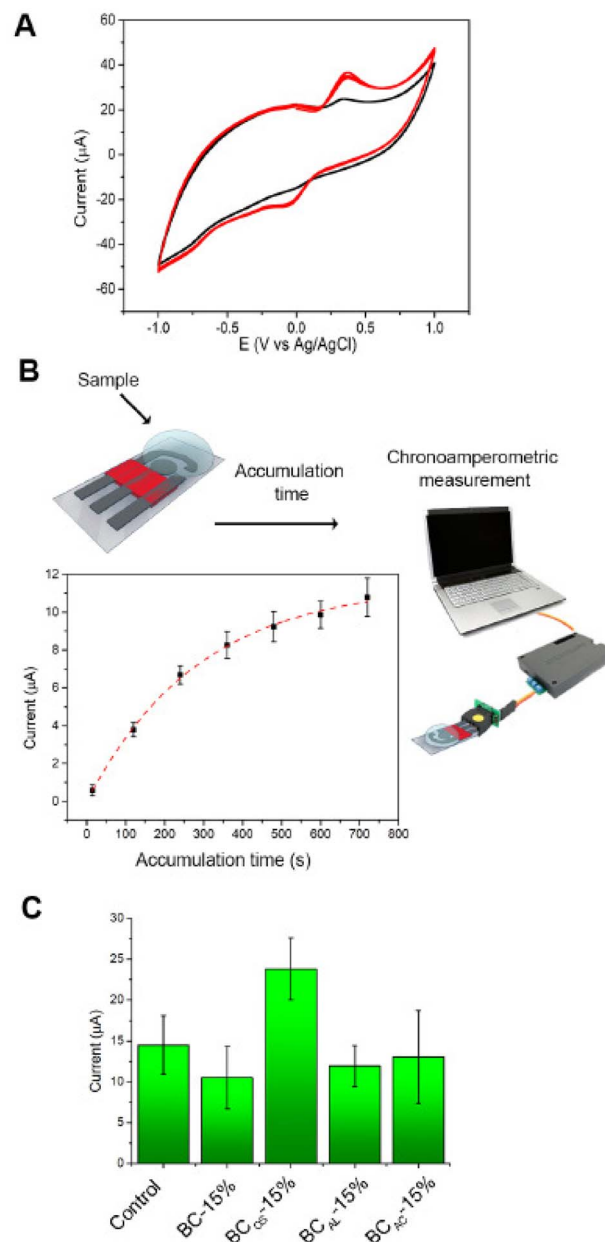 A
60
40
20
0
-20
-40
-60
Current (μA)
-1.0 -0.5 0.0 0.5 1.0
E (V vs Ag/AgCl)
B
Sample
Accumulation
time
Chronoamperometric
measurement
12
10
8
6
4
2
0
Current (μA)
0 100 200 300 400 500 600 700 800
Accumulation time (s)
C
30
25
20
15
10
5
0
Current (μA)
Control BC-15% BCOS-15% BCAL-15% BCAC-15%